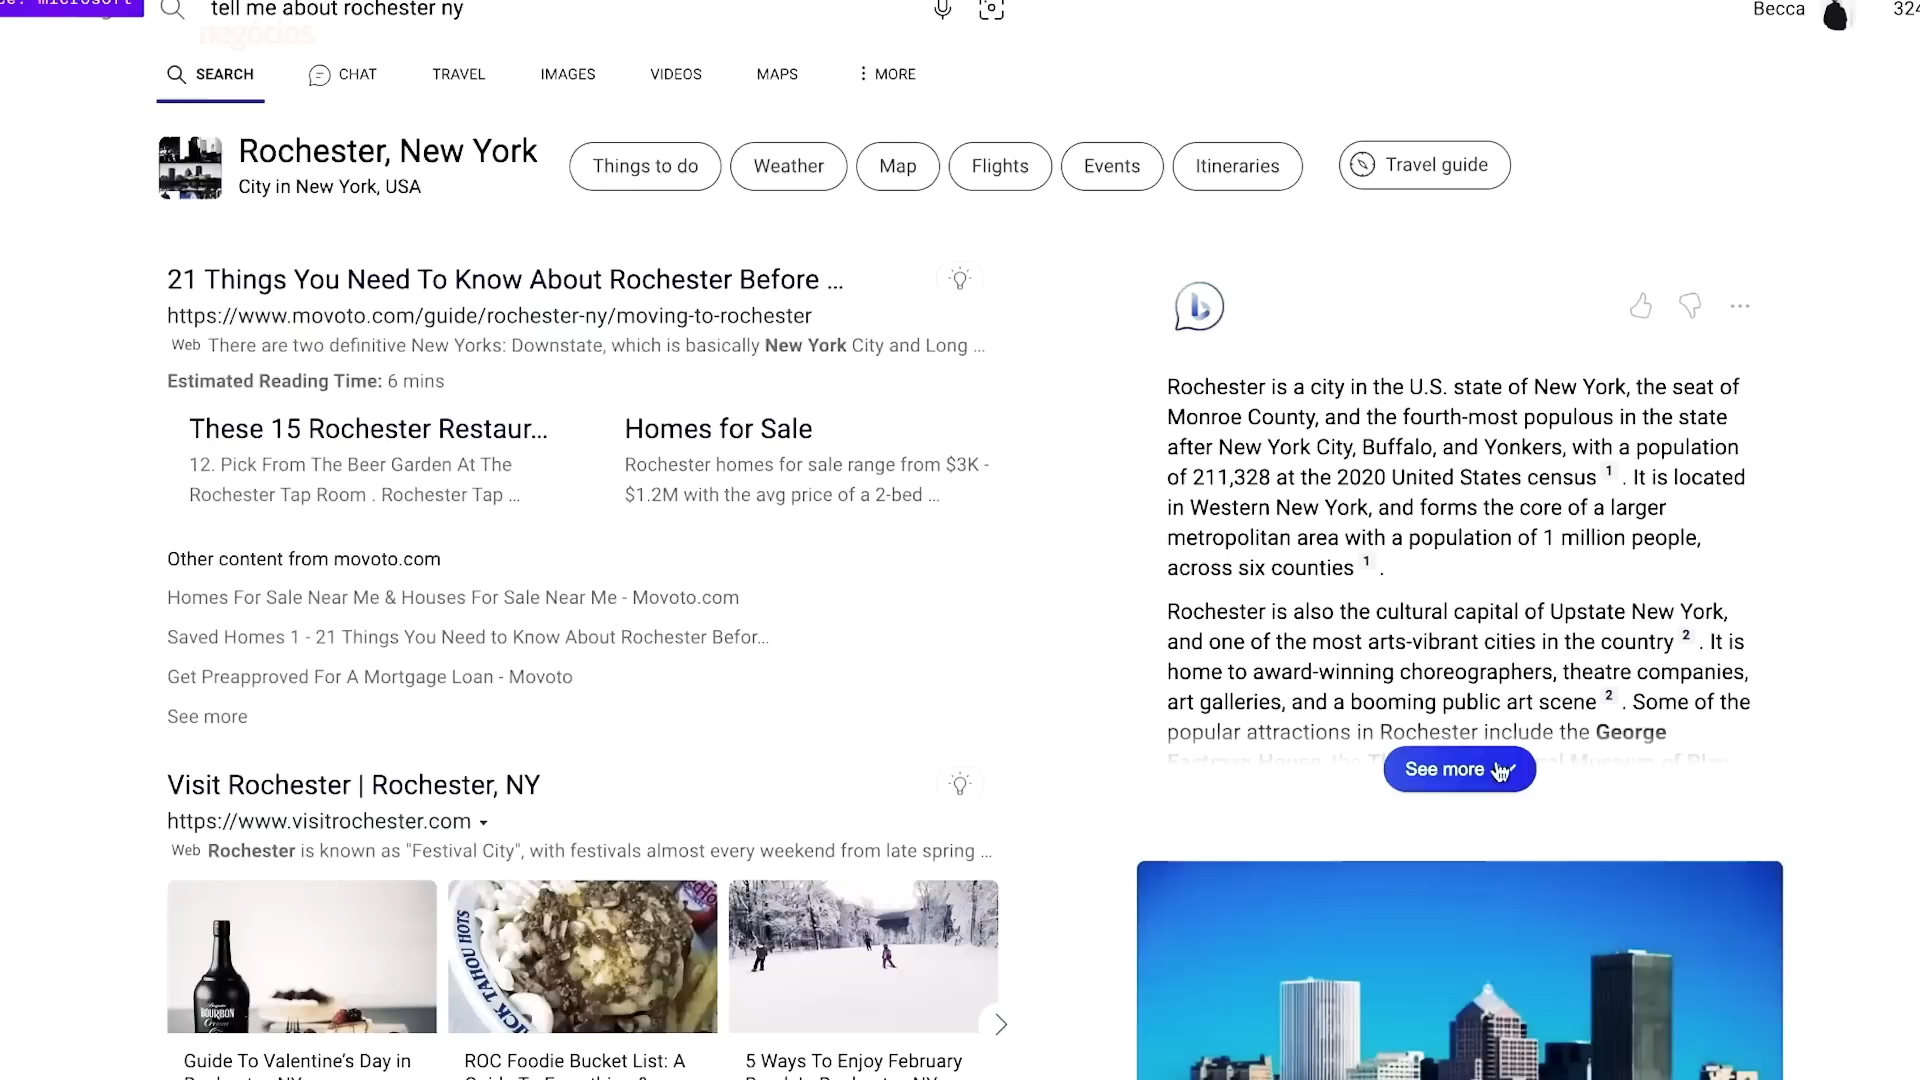 tell me about rochester ny
Becca
negócios
SEARCH
CHAT
TRAVEL
IMAGES
VIDEOS
MAPS
MORE
Rochester, New York
City in New York, USA
Things to do
Weather
Map
Flights
Events
Itineraries
Travel guide
21 Things You Need To Know About Rochester Before ...
https://www.movoto.com/guide/rochester-ny/moving-to-rochester
Web There are two definitive New Yorks: Downstate, which is basically New York City and Long ...
Estimated Reading Time: 6 mins
These 15 Rochester Restaur...
12. Pick From The Beer Garden At The
Rochester Tap Room . Rochester Tap ...
Homes for Sale
Rochester homes for sale range from $3K -
$1.2M with the avg price of a 2-bed ...
Other content from movoto.com
Homes For Sale Near Me & Houses For Sale Near Me - Movoto.com
Saved Homes 1 - 21 Things You Need to Know About Rochester Befor...
Get Preapproved For A Mortgage Loan - Movoto
See more
Visit Rochester | Rochester, NY
https://www.visitrochester.com
Web Rochester is known as "Festival City", with festivals almost every weekend from late spring ...
BOURBON
ICK TAHOU HOTS
Guide To Valentine's Day in
ROC Foodie Bucket List: A
5 Ways To Enjoy February
Rochester is a city in the U.S. state of New York, the seat of
Monroe County, and the fourth-most populous in the state
after New York City, Buffalo, and Yonkers, with a population
of 211,328 at the 2020 United States census 1 . It is located
in Western New York, and forms the core of a larger
metropolitan area with a population of 1 million people,
across six counties 1 .
Rochester is also the cultural capital of Upstate New York,
and one of the most arts-vibrant cities in the country 2 . It is
home to award-winning choreographers, theatre companies,
art galleries, and a booming public art scene 2 . Some of the
popular attractions in Rochester include the George
See more